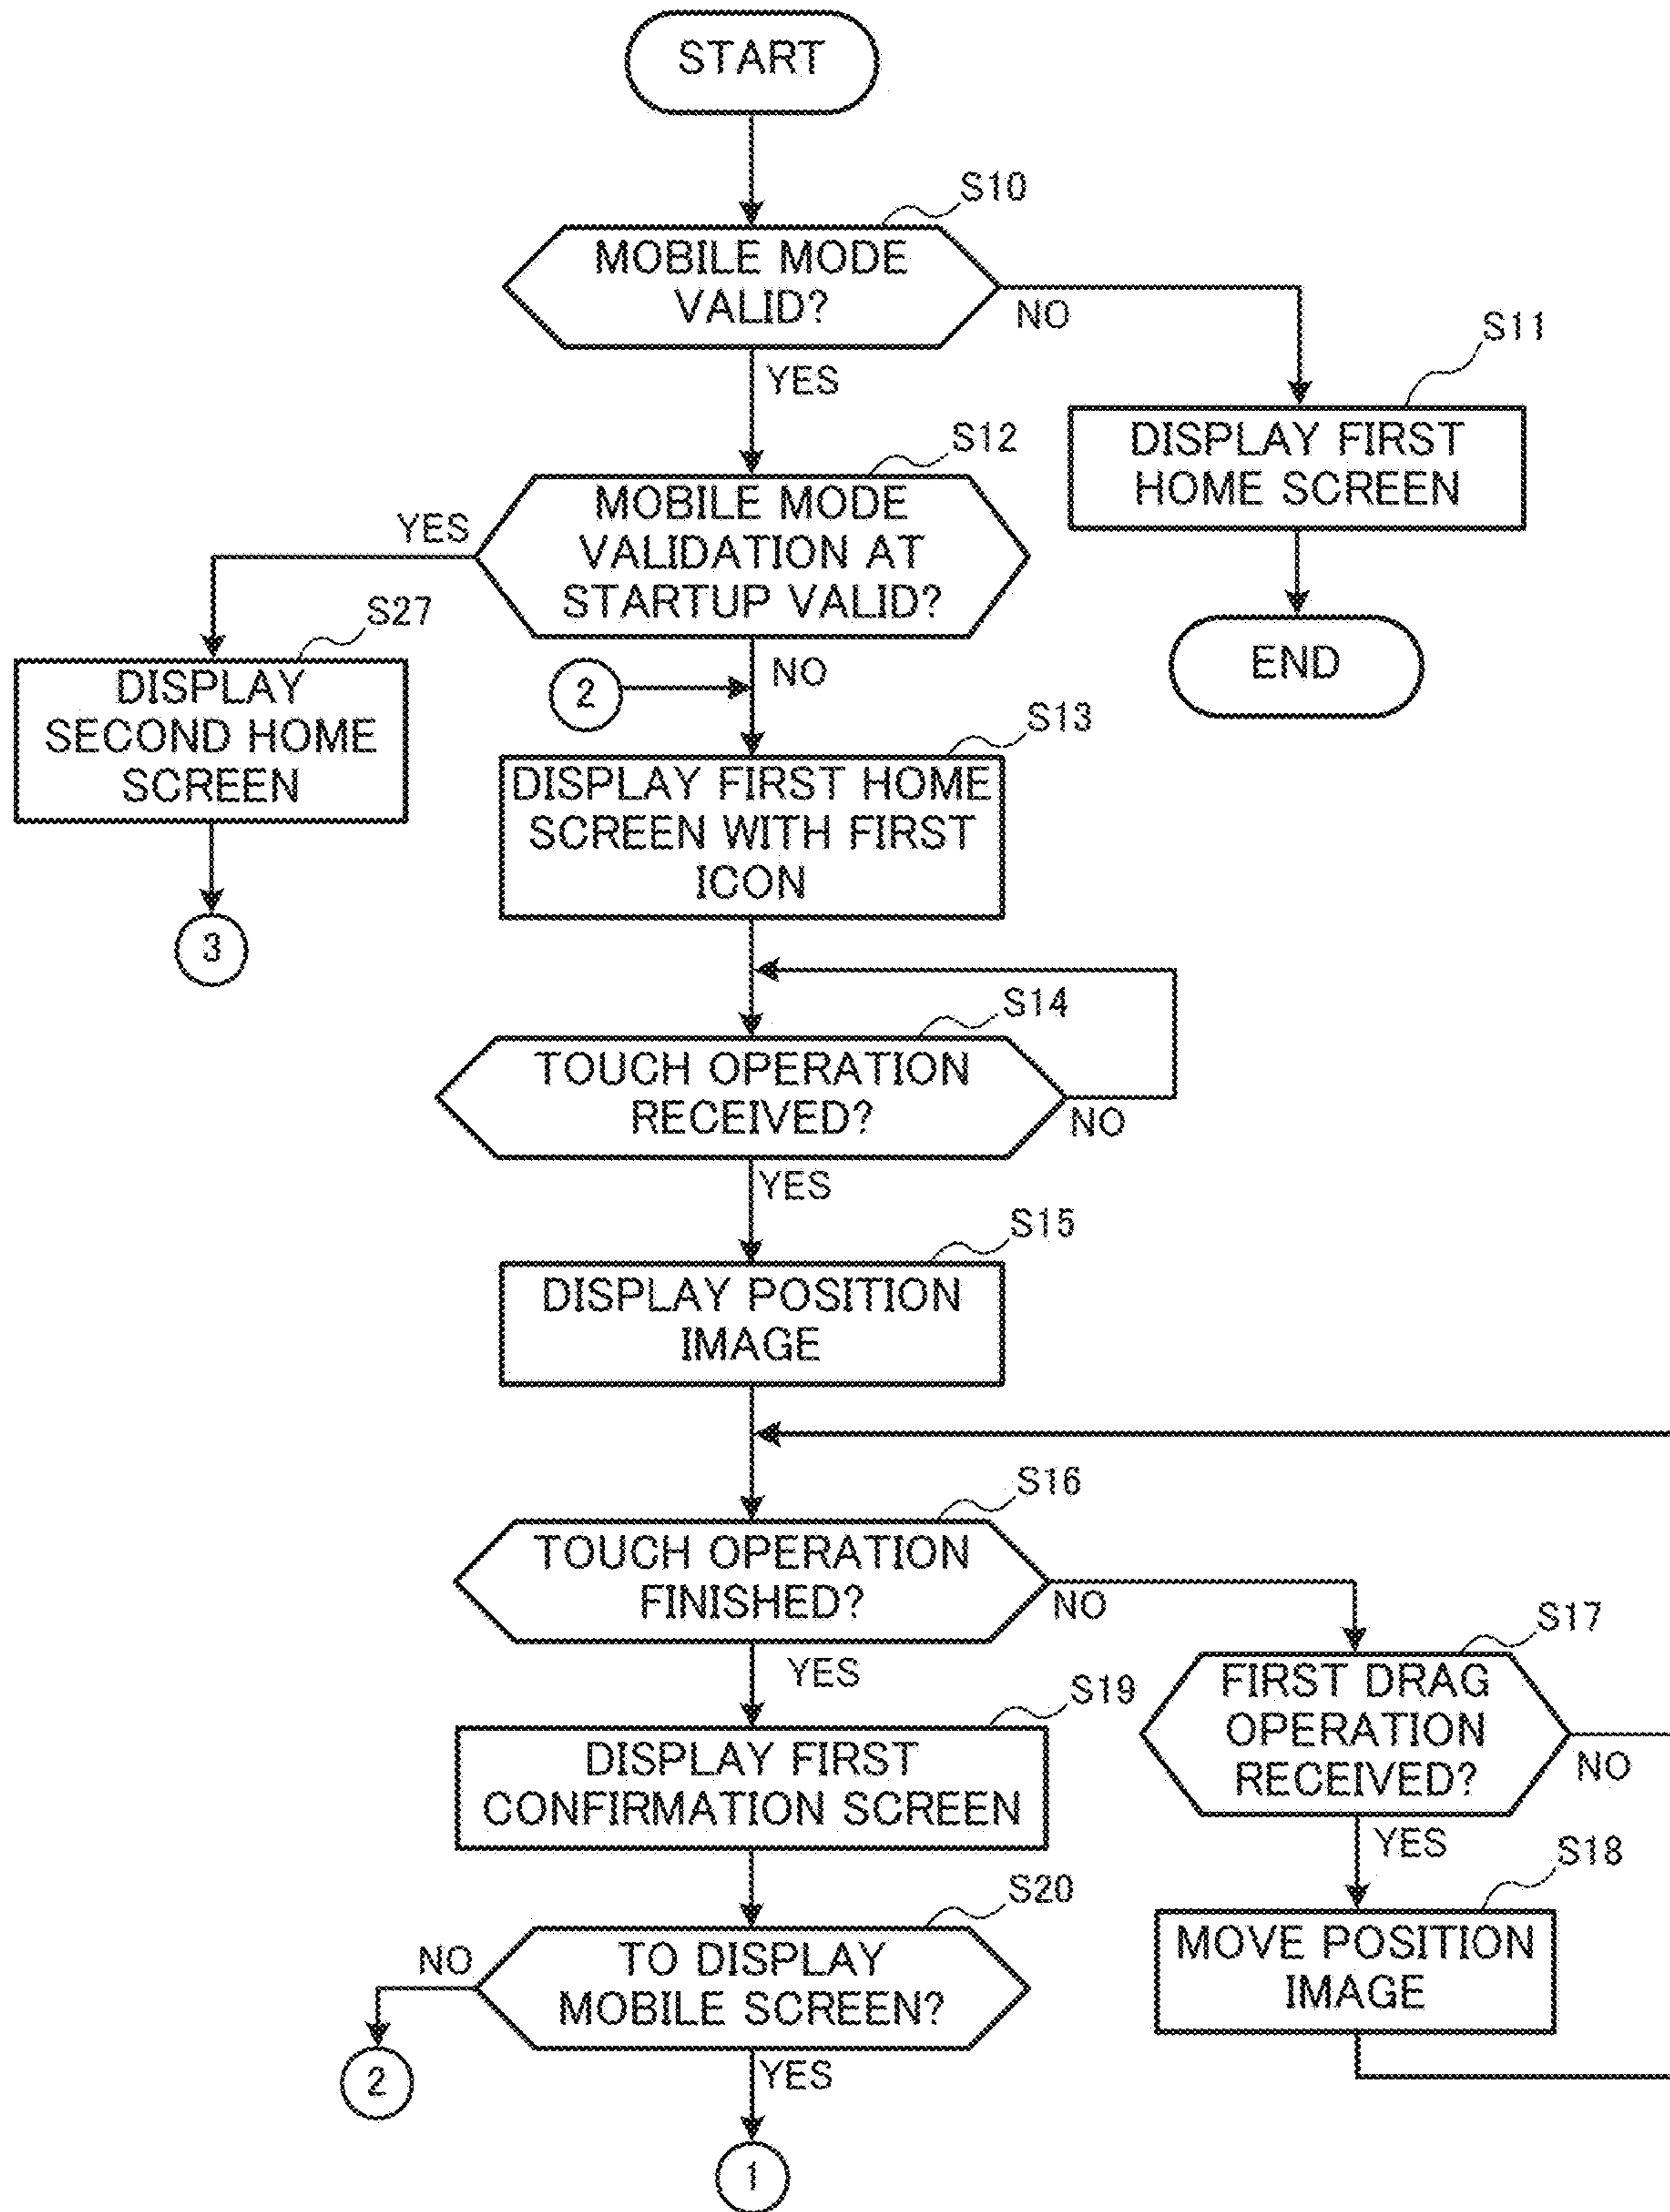 START
S10
MOBILE MODE
VALID?
NO
YES
S11
DISPLAY FIRST
HOME SCREEN
END
S12
MOBILE MODE
VALIDATION AT
STARTUP VALID?
YES
NO
S27
DISPLAY
SECOND HOME
SCREEN
3
2
S13
DISPLAY FIRST HOME
SCREEN WITH FIRST
ICON
S14
TOUCH OPERATION
RECEIVED?
NO
YES
S15
DISPLAY POSITION
IMAGE
S16
TOUCH OPERATION
FINISHED?
NO
YES
S17
FIRST DRAG
OPERATION
RECEIVED?
NO
YES
S18
MOVE POSITION
IMAGE
S19
DISPLAY FIRST
CONFIRMATION SCREEN
S20
TO DISPLAY
MOBILE SCREEN?
NO
2
YES
1